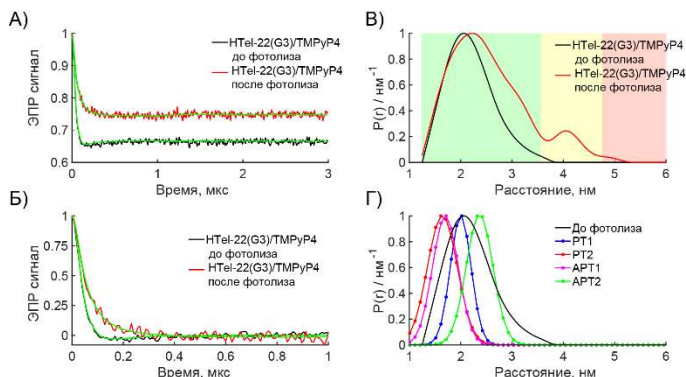 А)
HTel-22(G3)/TMPyP4
до фотолиза
HTel-22(G3)/TMPyP4
после фотолиза
ЭПР сигнал
1
0.9
0.8
0.7
0.6
0 1 2 3
Время, мкс
В)
HTel-22(G3)/TMPyP4
до фотолиза
HTel-22(G3)/TMPyP4
после фотолиза
P(r) / нм⁻¹
1
0.8
0.6
0.4
0.2
0
1 2 3 4 5 6
Расстояние, нм
Б)
HTel-22(G3)/TMPyP4
до фотолиза
HTel-22(G3)/TMPyP4
после фотолиза
ЭПР сигнал
1
0.75
0.5
0.25
0
0 0.2 0.4 0.6 0.8 1
Время, мкс
Г)
До фотолиза
PT1
PT2
APT1
APT2
P(r) / нм⁻¹
1
0.8
0.6
0.4
0.2
0
1 2 3 4 5 6
Расстояние, нм